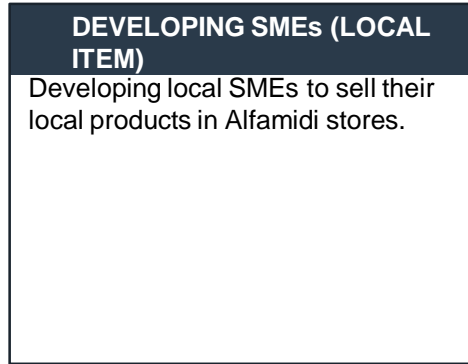 DEVELOPING SMEs (LOCAL
ITEM)
Developing local SMEs to sell their
local products in Alfamidi stores.